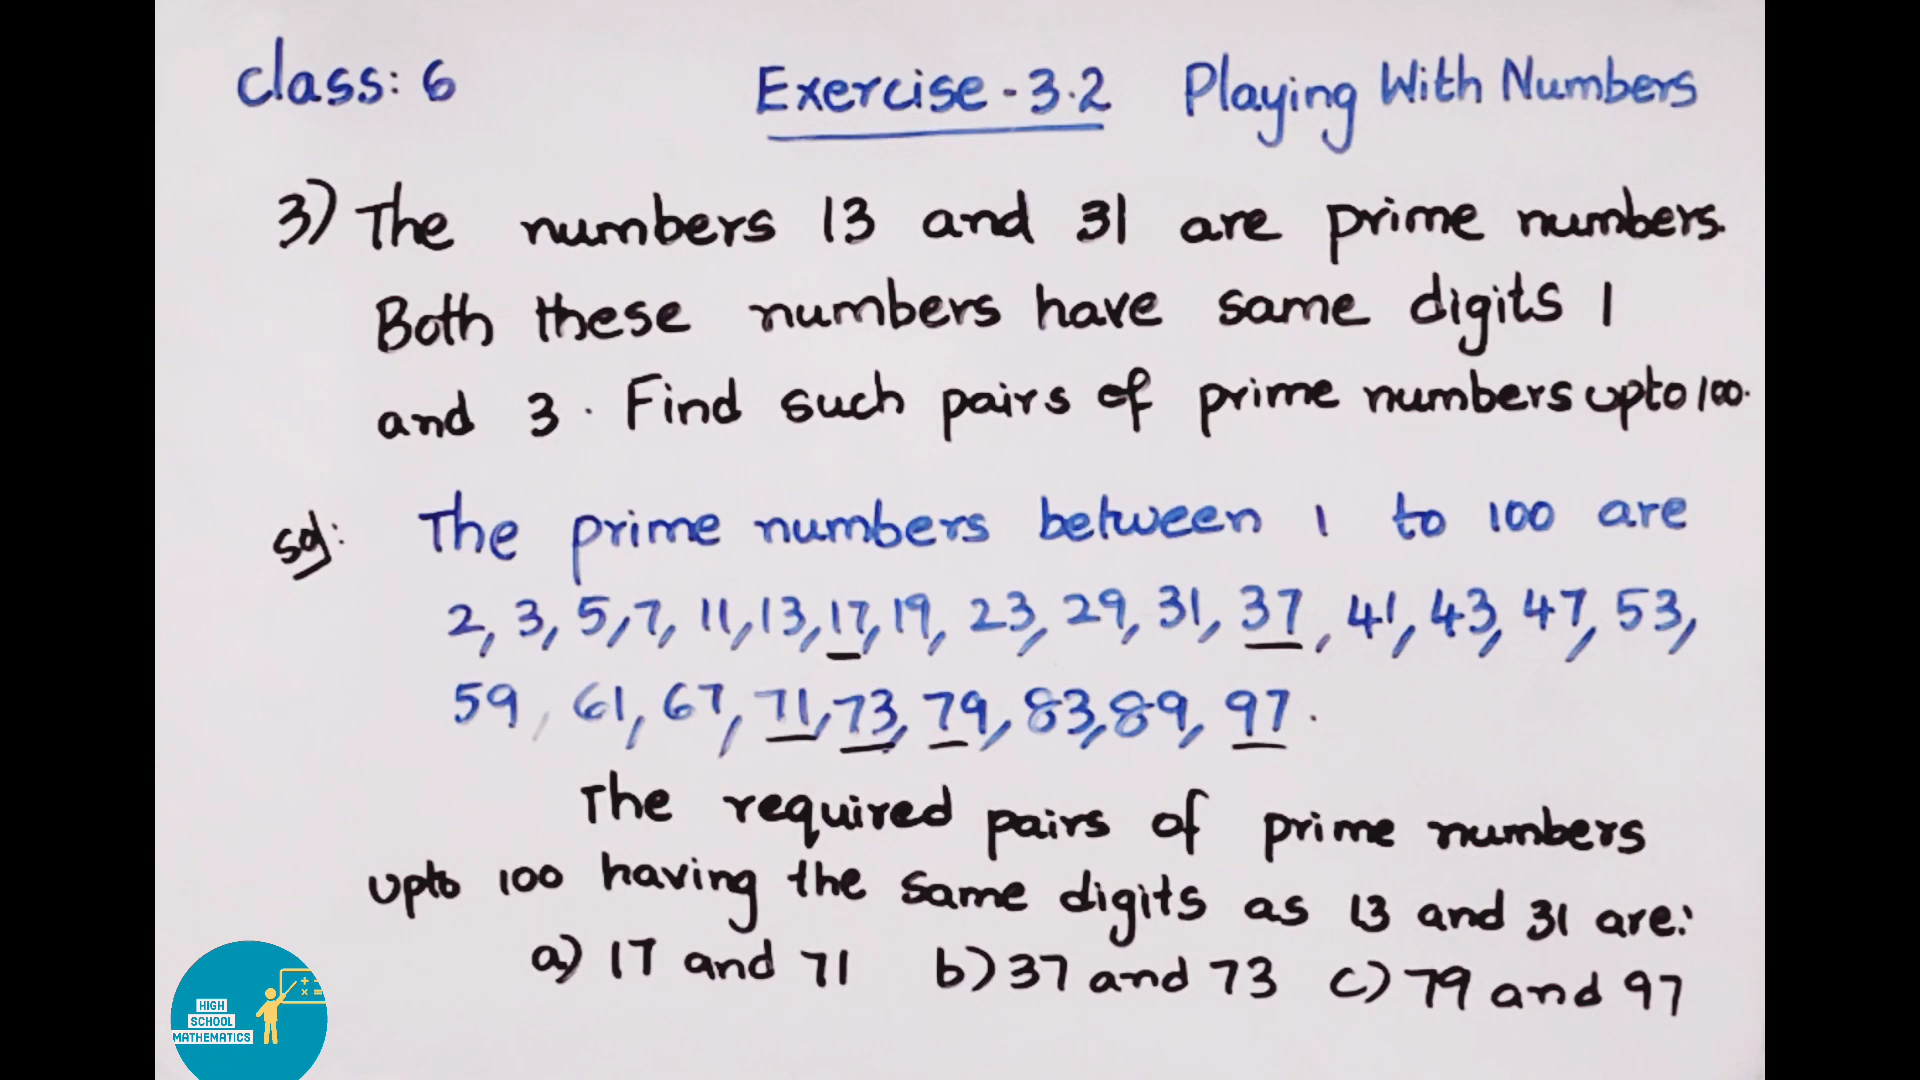 Class: 6 Exercise-3.2 Playing With Numbers
3) The numbers 13 and 31 are prime numbers.
Both these numbers have same digits 1
and 3. Find such pairs of prime numbers upto 100.
Sol: The prime numbers between 1 to 100 are
2, 3, 5, 7, 11, 13, 17, 19, 23, 29, 31, 37, 41, 43, 47, 53,
59, 61, 67, 71, 73, 79, 83, 89, 97.
The required pairs of prime numbers
upto 100 having the same digits as 13 and 31 are:
a) 17 and 71 b) 37 and 73 c) 79 and 97
HIGH
SCHOOL
MATHEMATICS